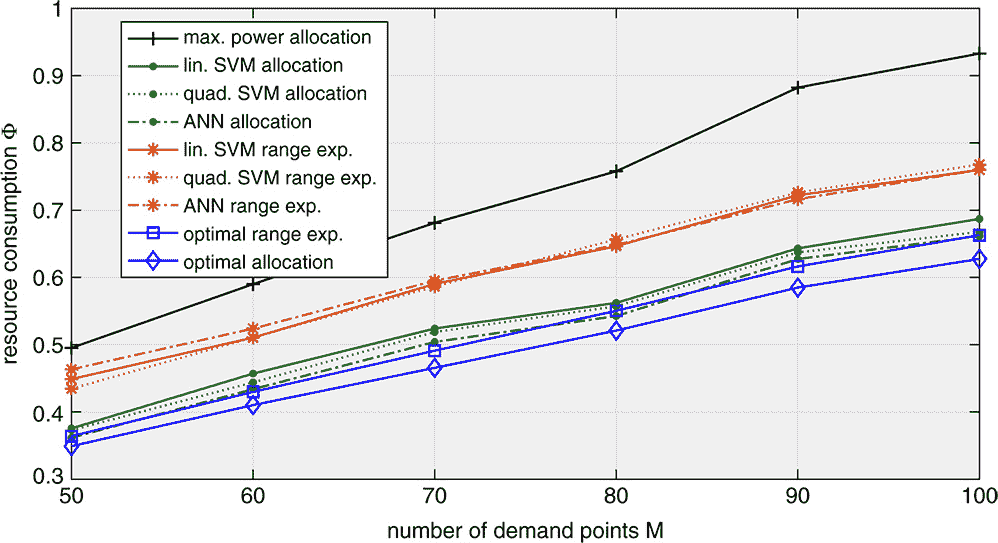 1
0.9
0.8
0.7
0.6
0.5
0.4
0.3
resource consumption Φ
max. power allocation
lin. SVM allocation
quad. SVM allocation
ANN allocation
lin. SVM range exp.
quad. SVM range exp.
ANN range exp.
optimal range exp.
optimal allocation
50 60 70 80 90 100
number of demand points M